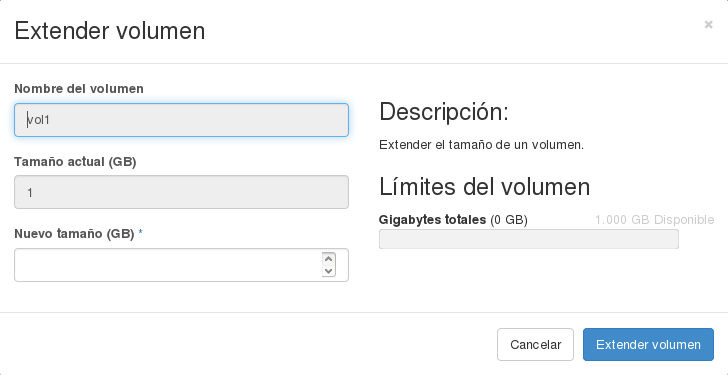 Extender volumen
×
Nombre del volumen
vol1
Tamaño actual (GB)
1
Nuevo tamaño (GB) *
Descripción:
Extender el tamaño de un volumen.
Límites del volumen
Gigabytes totales (0 GB) 1.000 GB Disponible
Cancelar
Extender volumen